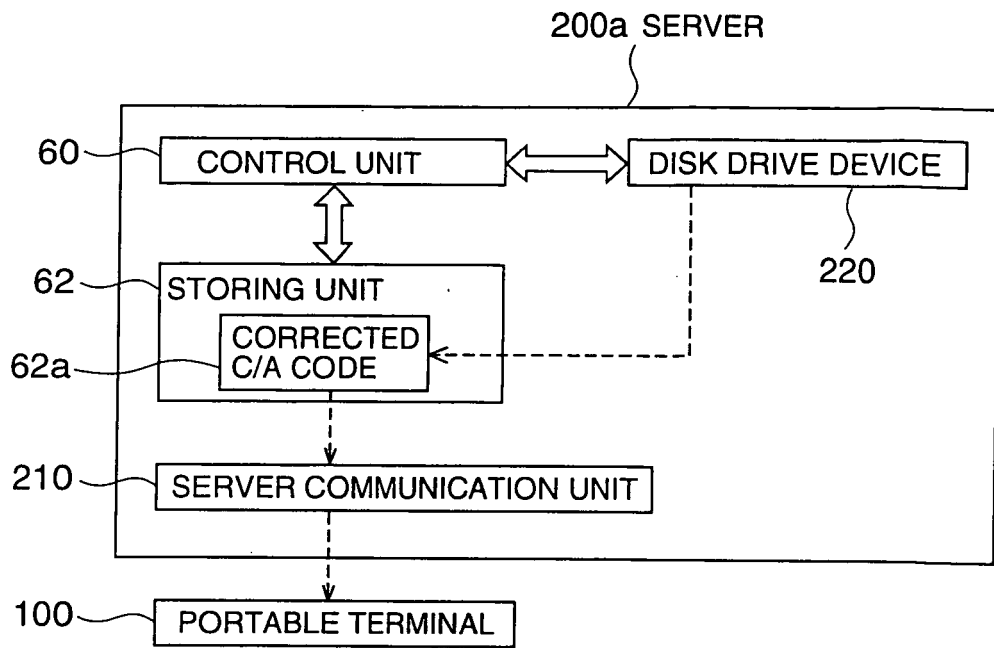 200a SERVER
60
CONTROL UNIT
DISK DRIVE DEVICE
220
62
STORING UNIT
CORRECTED
C/A CODE
62a
210
SERVER COMMUNICATION UNIT
100
PORTABLE TERMINAL